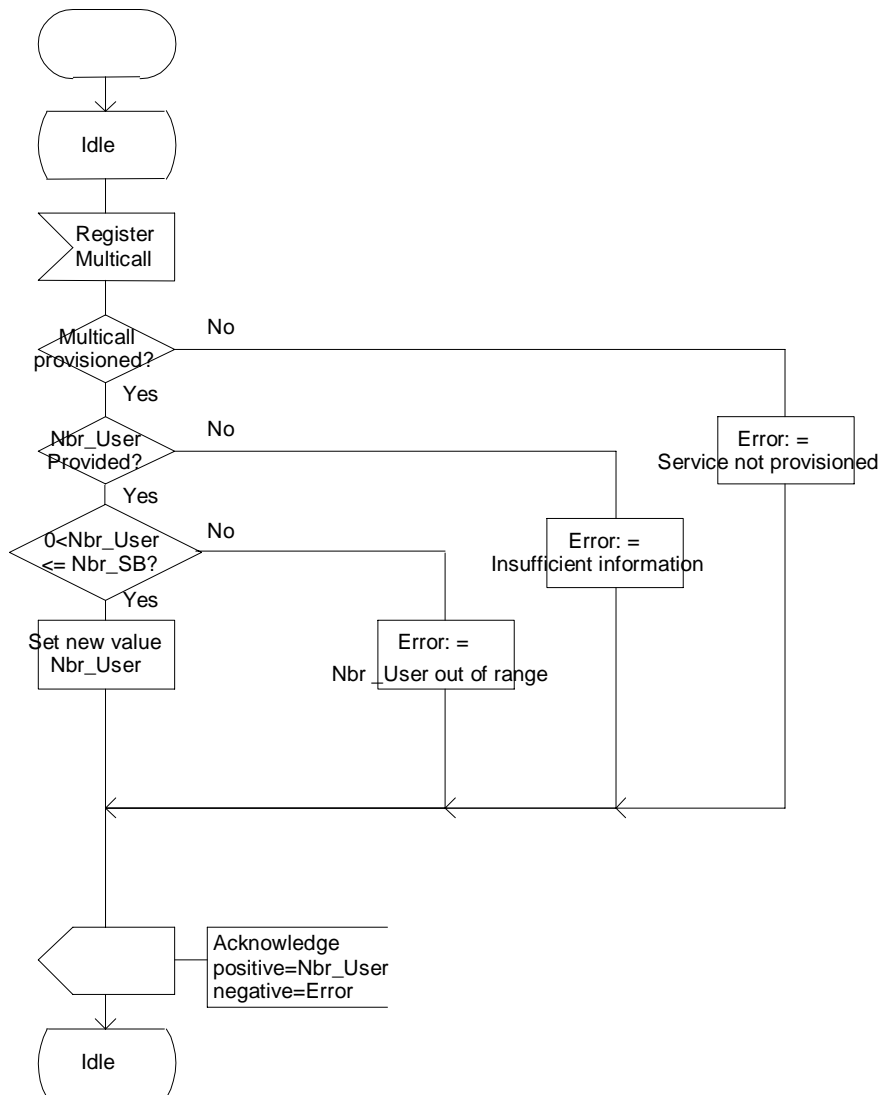 Idle
Register
Multicall
Multicall
provisioned?
No
Yes
Nbr_User
Provided?
No
Yes
0<Nbr_User
<= Nbr_SB?
No
Yes
Set new value
Nbr_User
Error: =
Nbr _User out of range
Error: =
Insufficient information
Error: =
Service not provisioned
Acknowledge
positive=Nbr_User
negative=Error
Idle